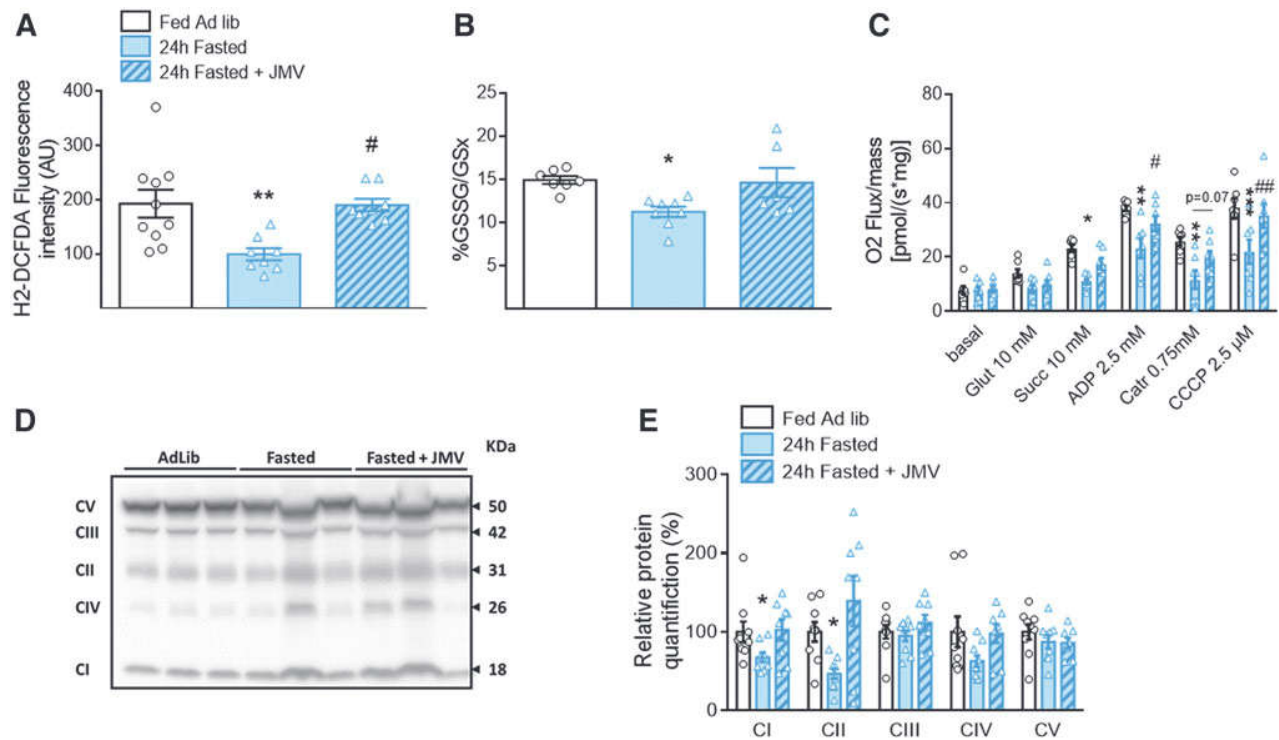 A
Fed Ad lib
24h Fasted
24h Fasted + JMV
H2-DCFDA Fluorescence
intensity (AU)
400
300
200
100
**
#
B
%GSSG/GSx
25
20
15
10
5
*
C
O2 Flux/mass
[pmol/(s*mg)]
80
60
40
20
0
*
**
#
p=0.07
**
***
##
basal
Glut 10 mM
Succ 10 mM
ADP 2.5 mM
Catr 0.75mM
CCCP 2.5 µM
D
AdLib
Fasted
Fasted + JMV
KDa
CV
50
CIII
42
CII
31
CIV
26
CI
18
E
Fed Ad lib
24h Fasted
24h Fasted + JMV
Relative protein
quantifiction (%)
300
200
100
0
*
*
CI
CII
CIII
CIV
CV